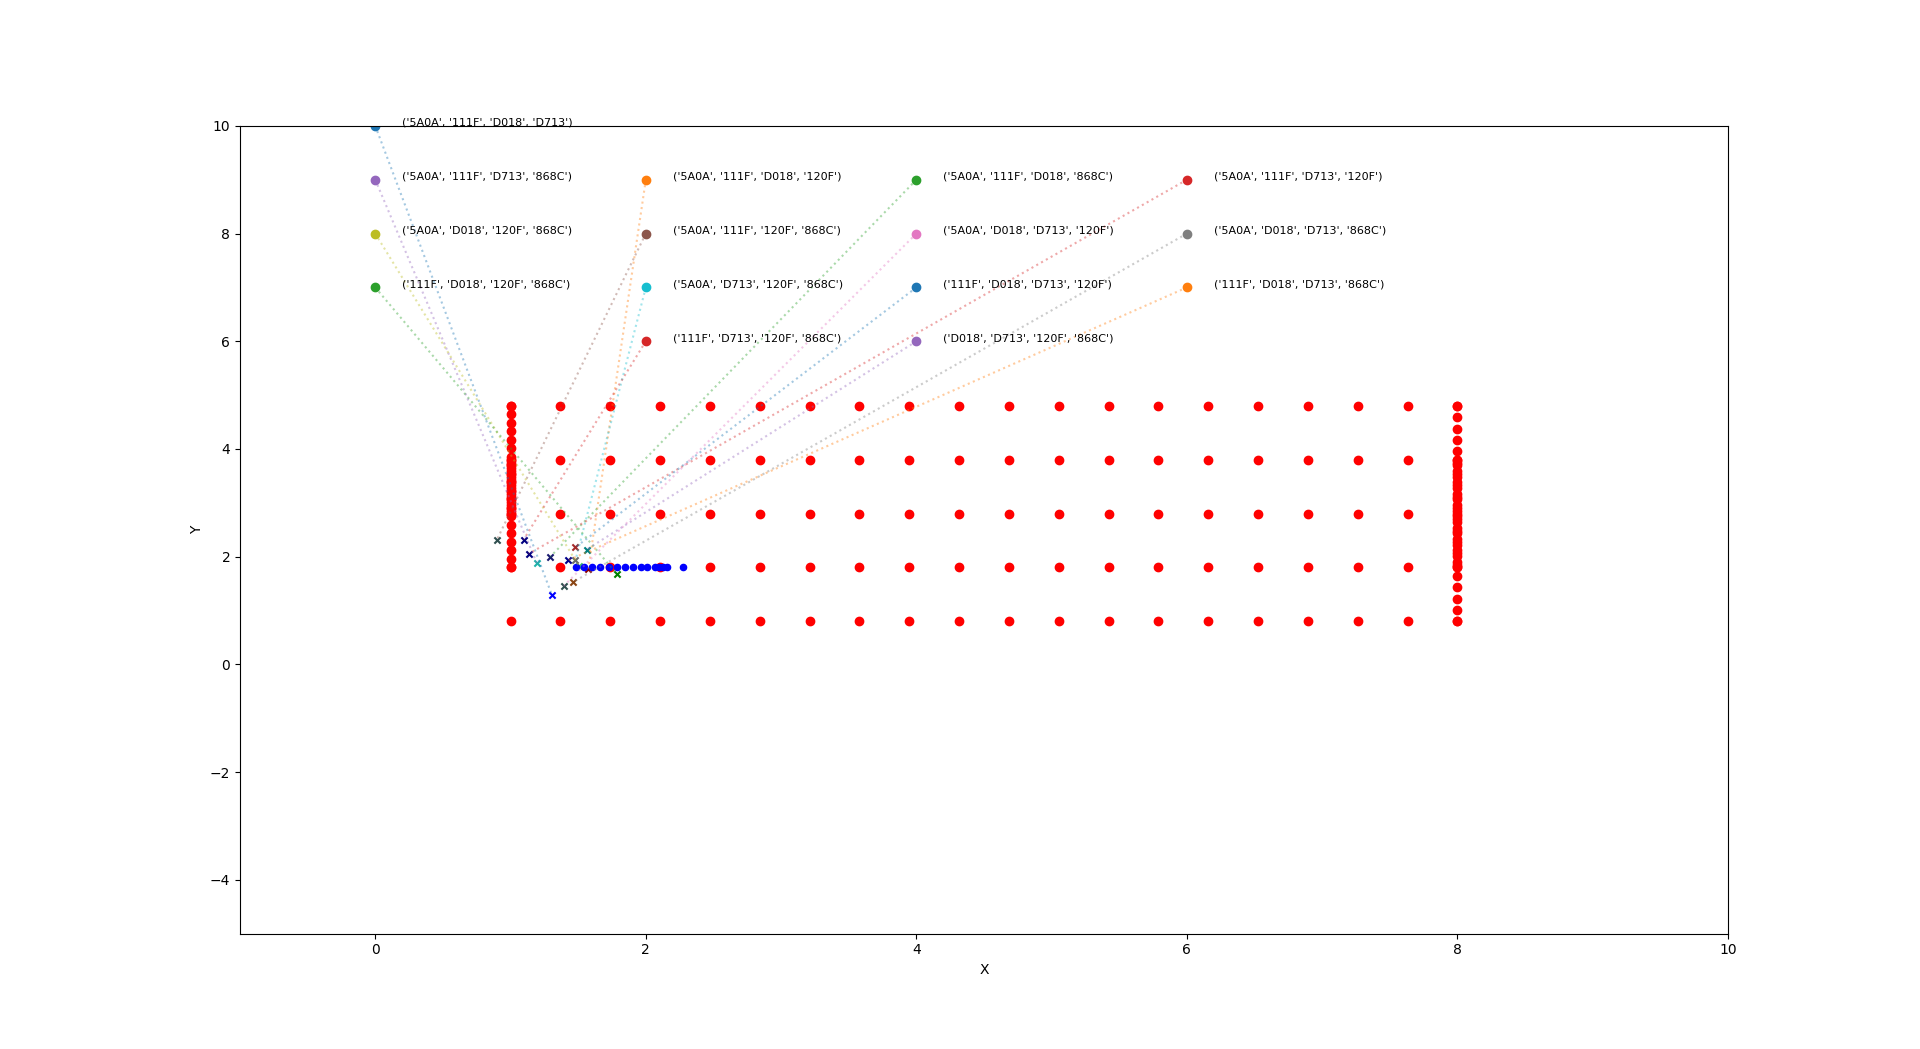 10 ('5A0A', '111F', 'D018', 'D713')
('5A0A', '111F', 'D713', '868C') ('5A0A', '111F', 'D018', '120F') ('5A0A', '111F', 'D018', '868C') ('5A0A', '111F', 'D713', '120F')
8 ('5A0A', 'D018', '120F', '868C') ('5A0A', '111F', '120F', '868C') ('5A0A', 'D018', 'D713', '120F') ('5A0A', 'D018', 'D713', '868C')
('111F', 'D018', '120F', '868C') ('5A0A', 'D713', '120F', '868C') ('111F', 'D018', 'D713', '120F') ('111F', 'D018', 'D713', '868C')
6 ('111F', 'D713', '120F', '868C') ('D018', 'D713', '120F', '868C')
4
Y
2
0
−2
−4
0 2 4 6 8 10
X